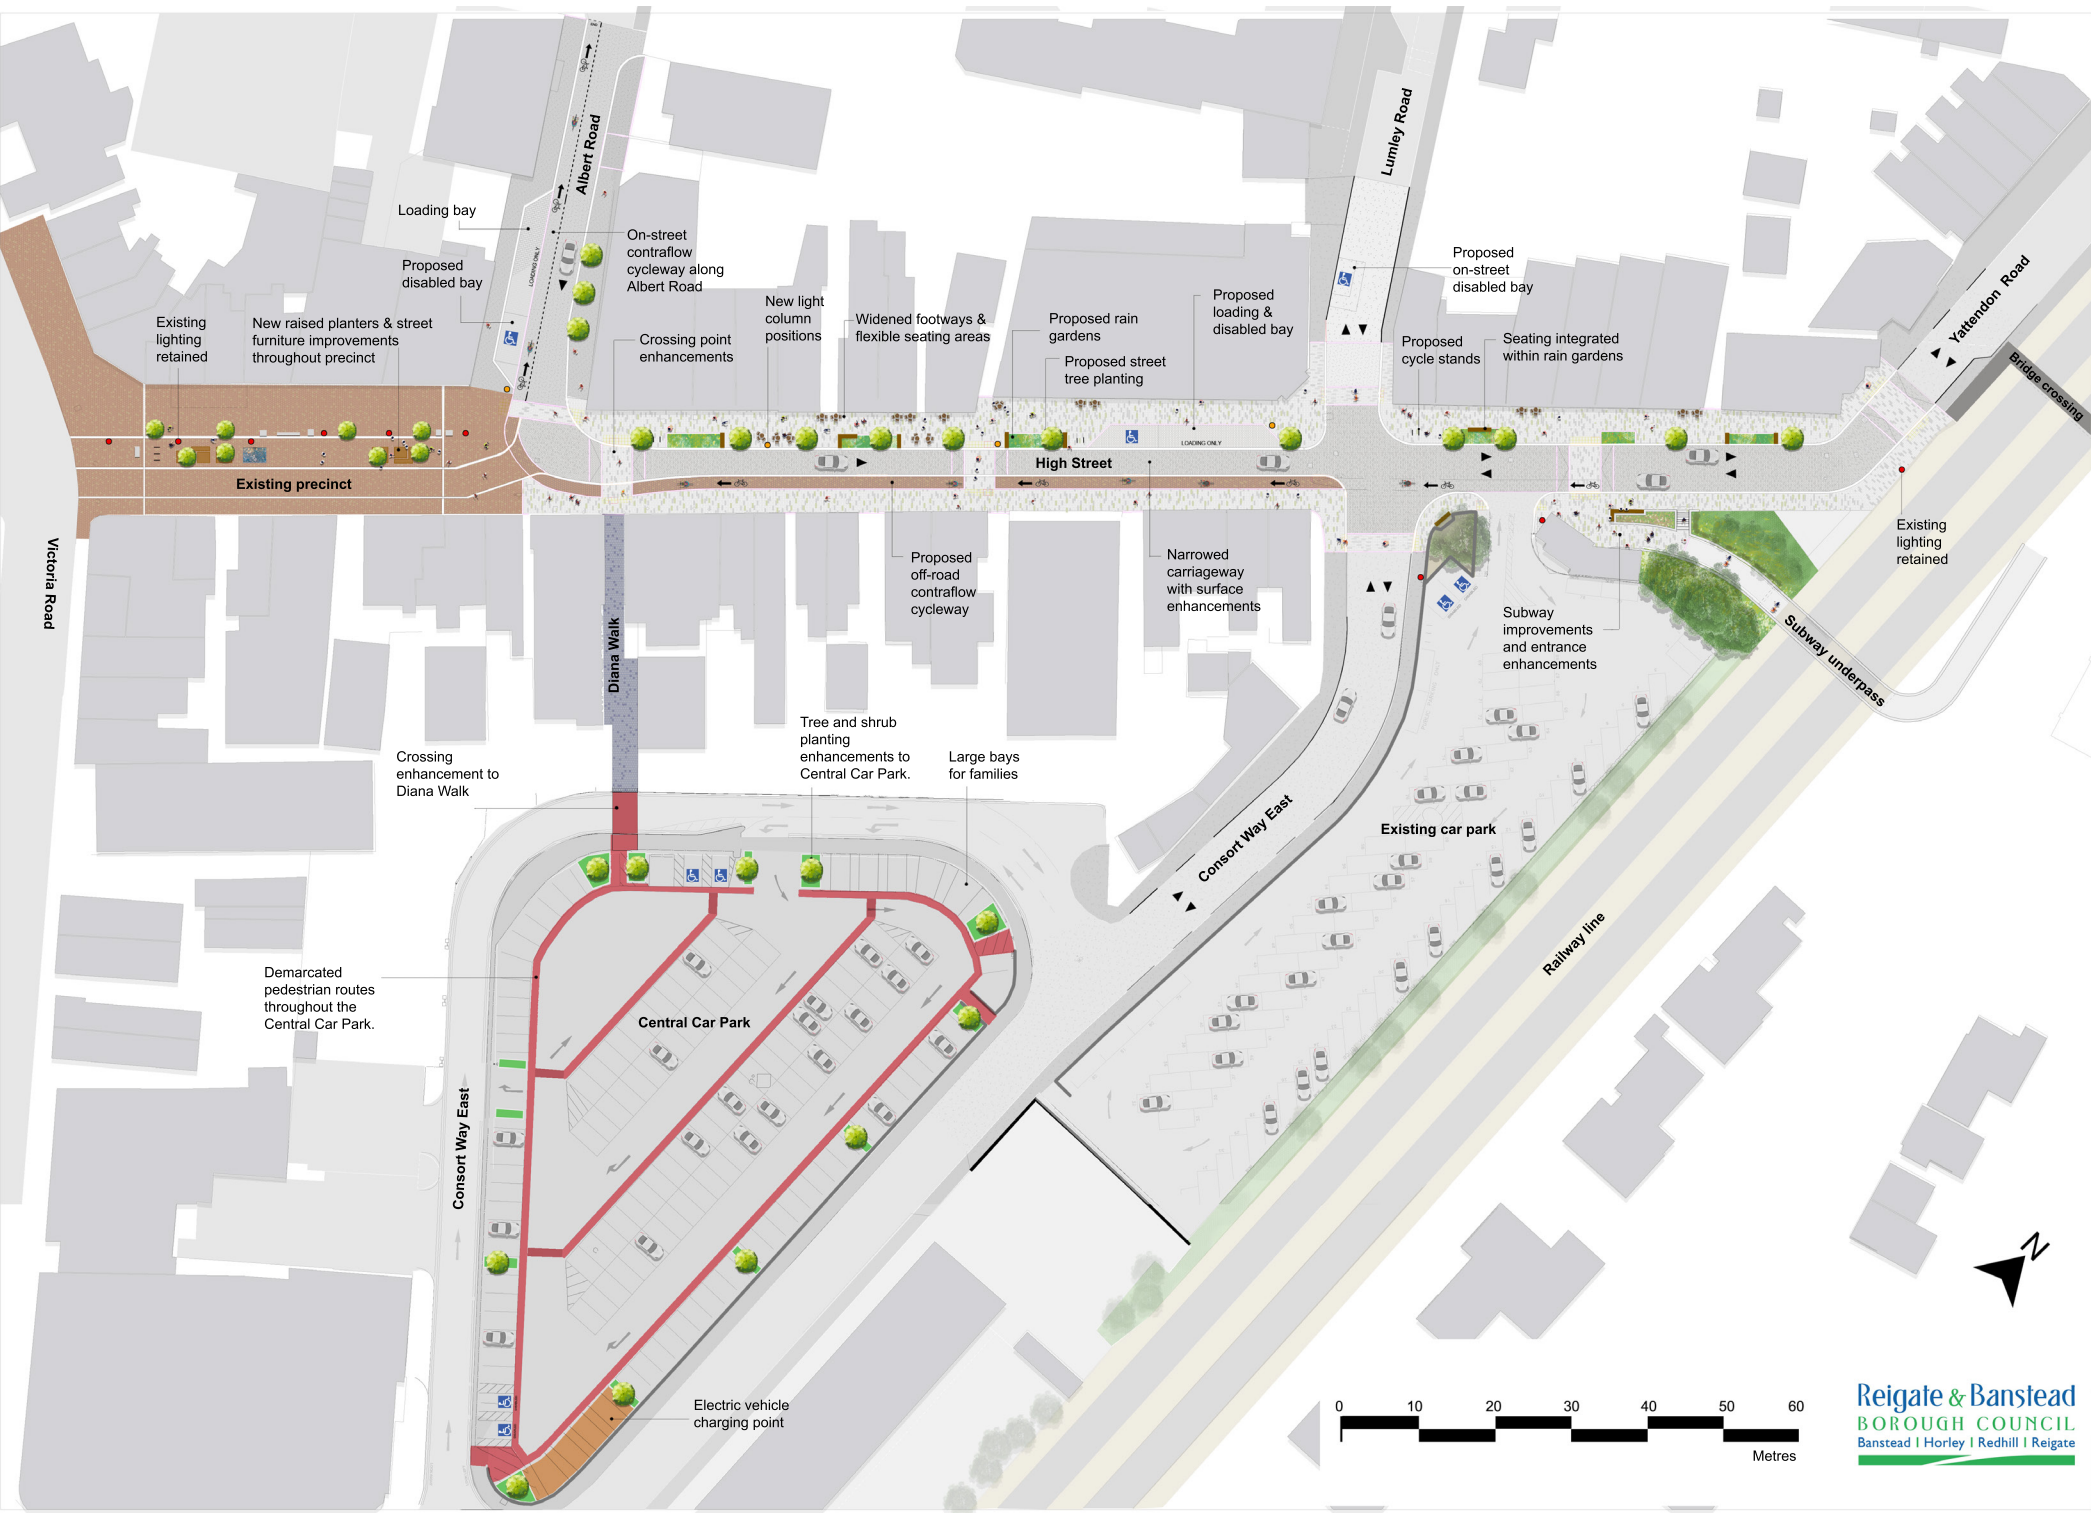 Albert Road
Lumley Road
Loading bay
LOADING ONLY
On-street
contraflow
cycleway along
Albert Road
Proposed
disabled bay
Proposed
on-street
disabled bay
Yattendon Road
Bridge crossing
Existing
lighting
retained
New raised planters & street
furniture improvements
throughout precinct
Crossing point
enhancements
New light
column
positions
Widened footways &
flexible seating areas
Proposed rain
gardens
Proposed street
tree planting
Proposed
loading &
disabled bay
Proposed
cycle stands
Seating integrated
within rain gardens
LOADING ONLY
High Street
Existing precinct
Victoria Road
Diana Walk
Proposed
off-road
contraflow
cycleway
Narrowed
carriageway
with surface
enhancements
Subway
improvements
and entrance
enhancements
Existing
lighting
retained
Subway underpass
Crossing
enhancement to
Diana Walk
Tree and shrub
planting
enhancements to
Central Car Park.
Large bays
for families
Consort Way East
Existing car park
Railway line
Demarcated
pedestrian routes
throughout the
Central Car Park.
Central Car Park
Consort Way East
Electric vehicle
charging point
N
0 10 20 30 40 50 60
Metres
Reigate & Banstead
BOROUGH COUNCIL
Banstead | Horley | Redhill | Reigate